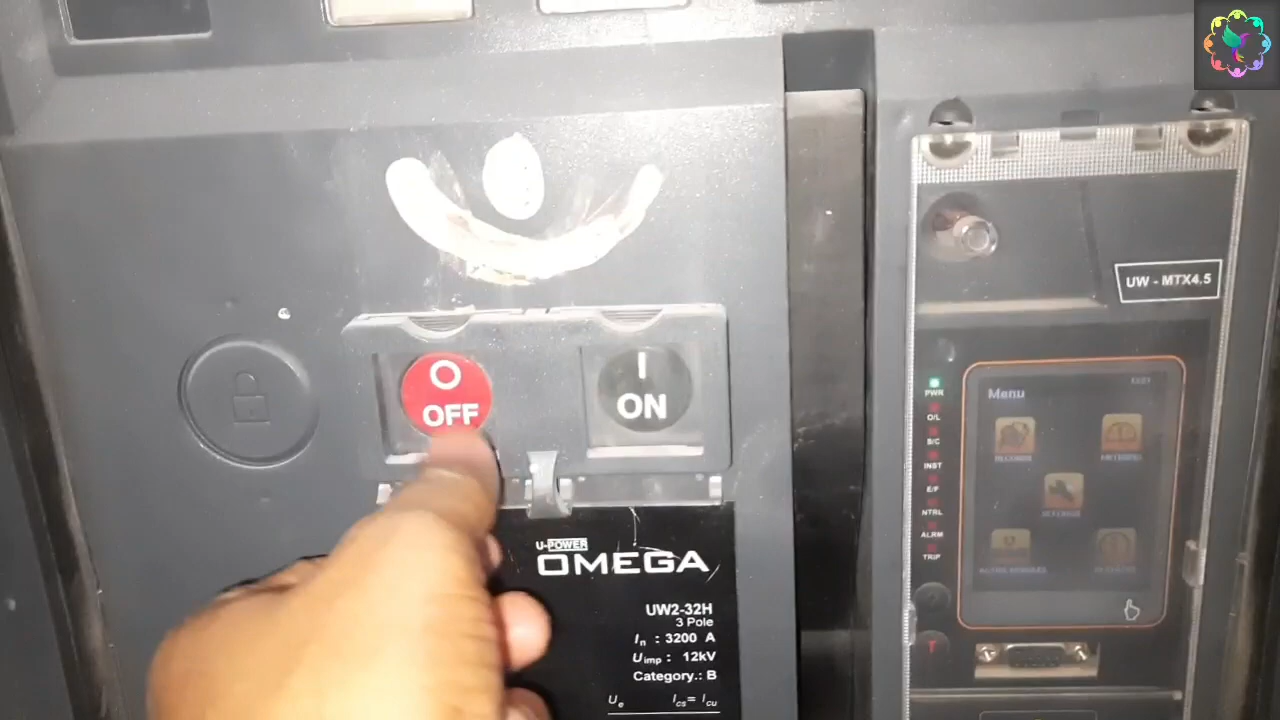 O
OFF
I
ON
U-POWER
OMEGA
UW2-32H
3 Pole
In : 3200 A
Uimp : 12kV
Category.: B
Ue Ics= Icu
UW - MTX4.5
PWR
O/L
B/C
INST
E/F
NTRL
ALRM
TRIP
Menu
T